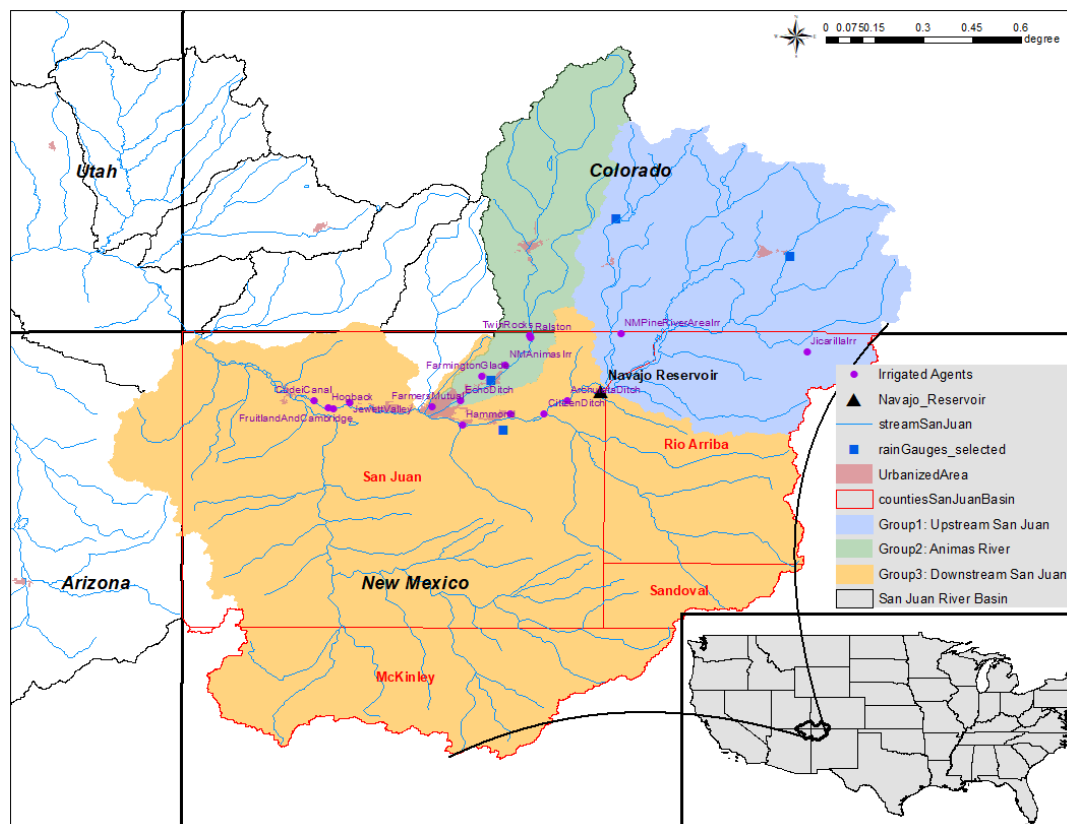 0 0.075 0.15 0.3 0.45 0.6
degree
Utah
Colorado
TwinRocks
Ralston
NMPineRiverAreaIrr
JicarillaIrr
NMAnimasIrr
FarmingtonGlade
Navajo Reservoir
CudeiCanal
Hogback
FarmersMutual
EchoDitch
ArchuletaDitch
JewettValley
CitizenDitch
FruitlandAndCambridge
Hammond
Rio Arriba
San Juan
Arizona
New Mexico
Sandoval
McKinley
Irrigated Agents
Navajo_Reservoir
streamSanJuan
rainGauges_selected
UrbanizedArea
countiesSanJuanBasin
Group1: Upstream San Juan
Group2: Animas River
Group3: Downstream San Juan
San Juan River Basin